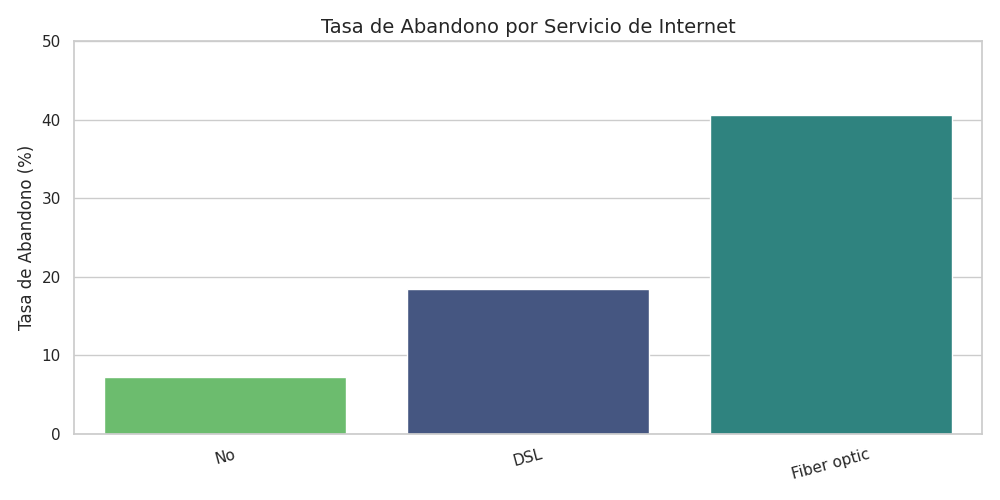 Tasa de Abandono por Servicio de Internet
Tasa de Abandono (%)
50
40
30
20
10
0
No
DSL
Fiber optic